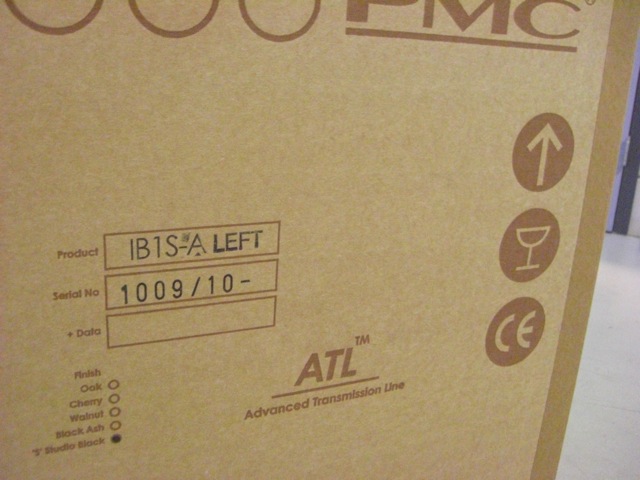 PMC®
Product IB1S-A LEFT
Serial No 1009/10-
+ Data
Finish
Oak
Cherry
Walnut
Black Ash
'S' Studio Black
ATL™
Advanced Transmission Line
CE